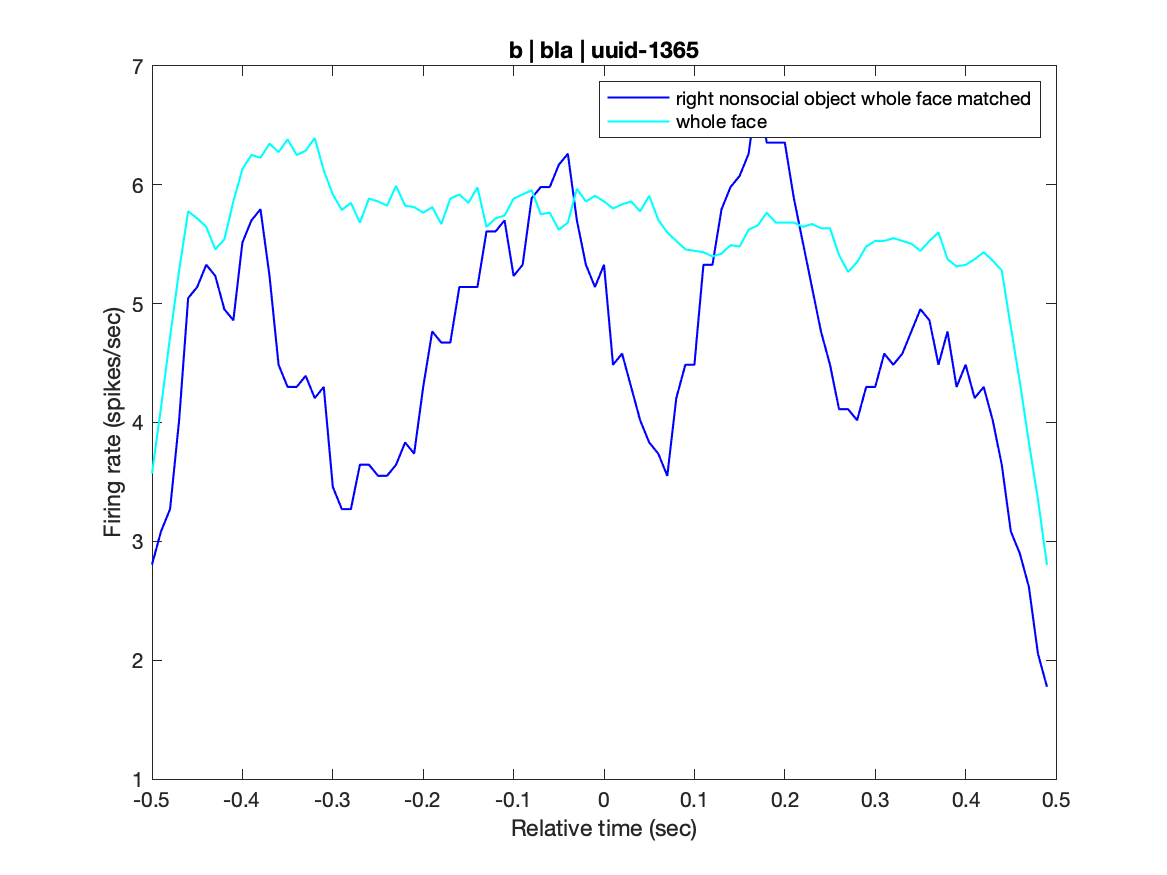 b | bla | uuid-1365
right nonsocial object whole face matched
whole face
7
6
5
4
3
2
1
Firing rate (spikes/sec)
-0.5 -0.4 -0.3 -0.2 -0.1 0 0.1 0.2 0.3 0.4 0.5
Relative time (sec)